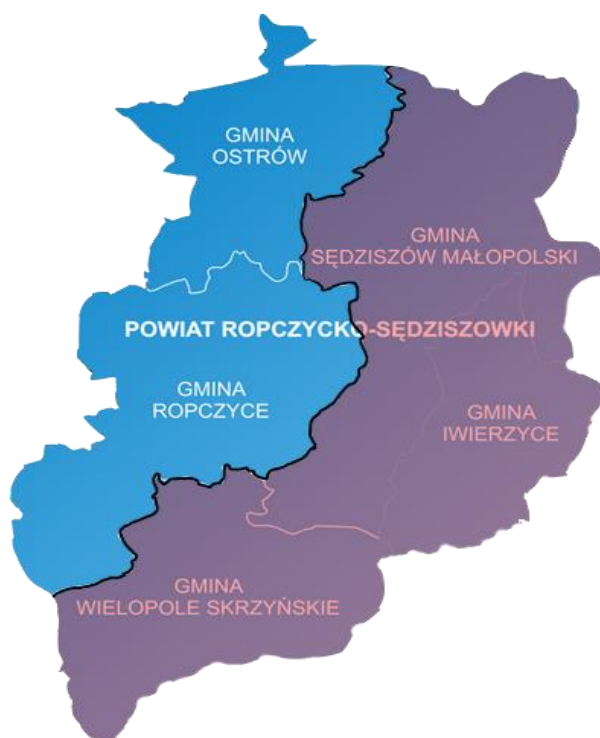 GMINA
OSTRÓW
GMINA
SĘDZISZÓW MAŁOPOLSKI
POWIAT ROPCZYCKO-SĘDZISZOWKI
GMINA
ROPCZYCE
GMINA
IWIERZYCE
GMINA
WIELOPOLE SKRZYŃSKIE